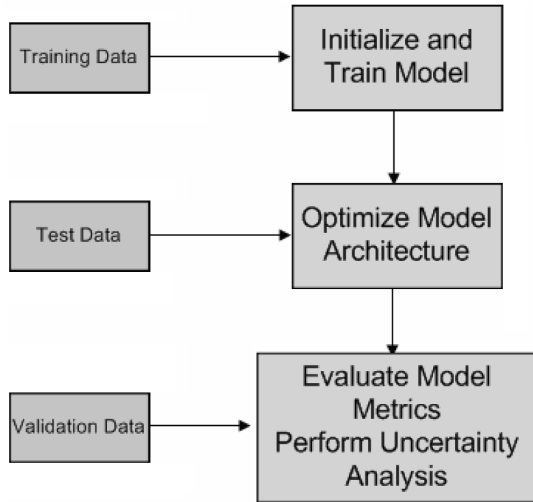 Training Data
Initialize and
Train Model
Test Data
Optimize Model
Architecture
Validation Data
Evaluate Model
Metrics
Perform Uncertainty
Analysis